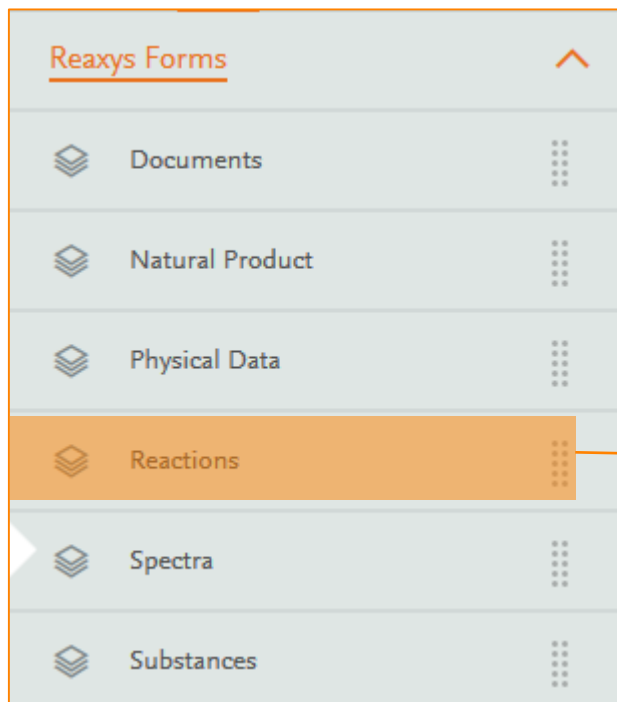 Reaxys Forms
Documents
Natural Product
Physical Data
Reactions
Spectra
Substances